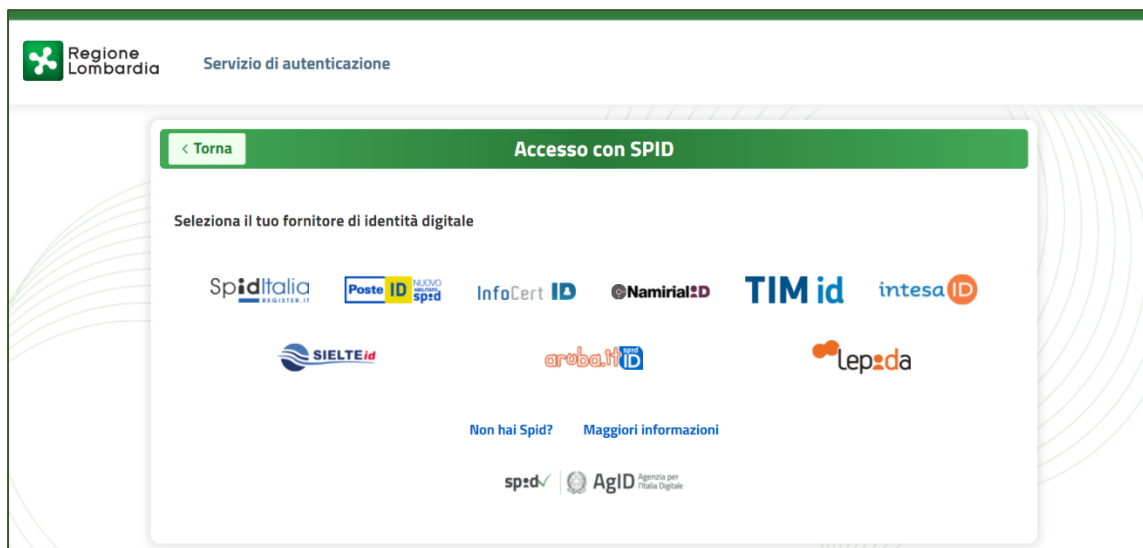 Regione
Lombardia
Servizio di autenticazione
< Torna
Accesso con SPID
Seleziona il tuo fornitore di identità digitale
SpidItalia
REGISTER.IT
Poste ID NUOVO
ABILITATO
spid
InfoCert ID
Namirial ID
TIM id
intesa ID
SIELTE id
aruba.it spid
ID
Lepida
Non hai Spid? Maggiori informazioni
spid AgID Agenzia per
l'Italia Digitale